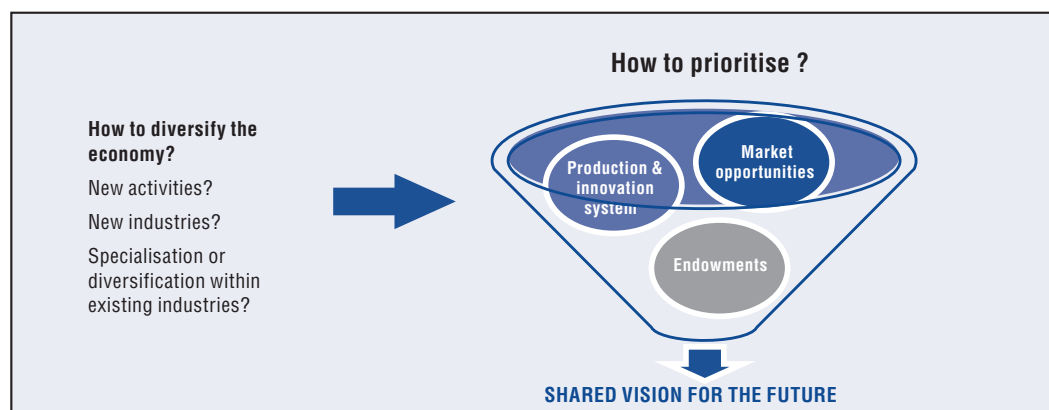 How to prioritise ?
How to diversify the
economy?
New activities?
New industries?
Specialisation or
diversification within
existing industries?
Production &
innovation
system
Market
opportunities
Endowments
SHARED VISION FOR THE FUTURE